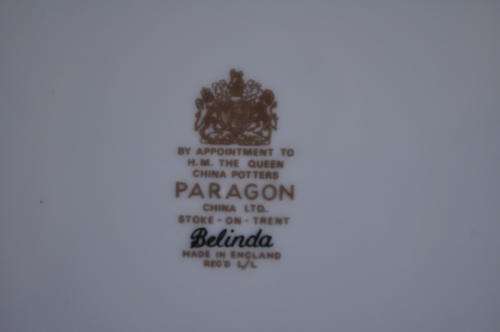 BY APPOINTMENT TO
H.M. THE QUEEN
CHINA POTTERS
PARAGON
CHINA LTD.
STOKE-ON-TRENT
Belinda
MADE IN ENGLAND
REG'D L/L